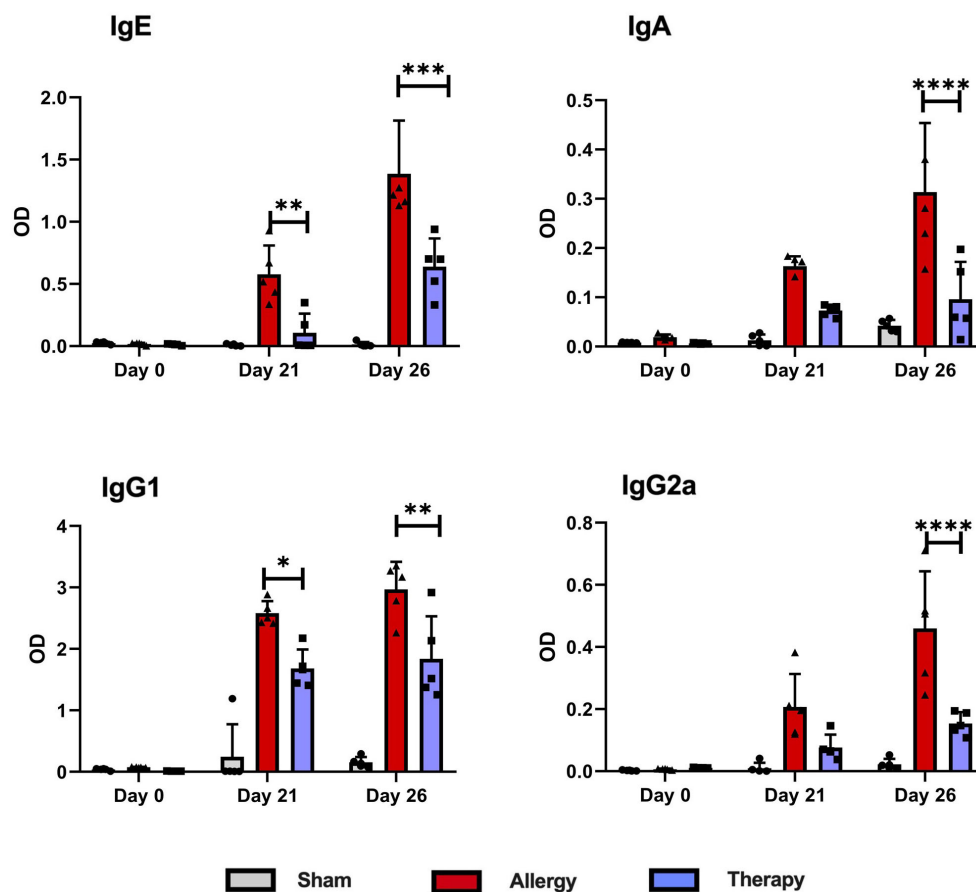 IgE
IgA
***
2.0
1.5
1.0
0.5
0.0
OD
**
Day 0
Day 21
Day 26
****
0.5
0.4
0.3
0.2
0.1
0.0
OD
Day 0
Day 21
Day 26
IgG1
IgG2a
4
3
2
1
0
OD
*
**
Day 0
Day 21
Day 26
****
0.8
0.6
0.4
0.2
0.0
OD
Day 0
Day 21
Day 26
Sham
Allergy
Therapy